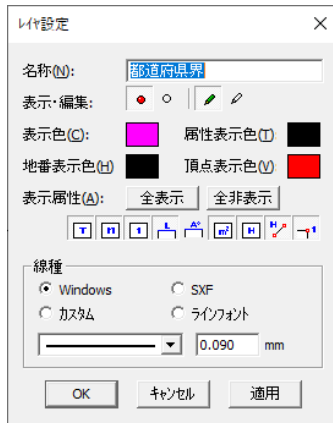 ﾚｲﾔ設定
名称(N): 都道府県界
表示・編集:
表示色(C): 属性表示色(T)
地番表示色(H) 頂点表示色(V)
表示属性(A): 全表示 全非表示
T n 1 L A° m² H H 1
線種
Windows SXF
ｶｽﾀﾑ ﾗｲﾝﾌｫﾝﾄ
0.090 mm
OK ｷｬﾝｾﾙ 適用